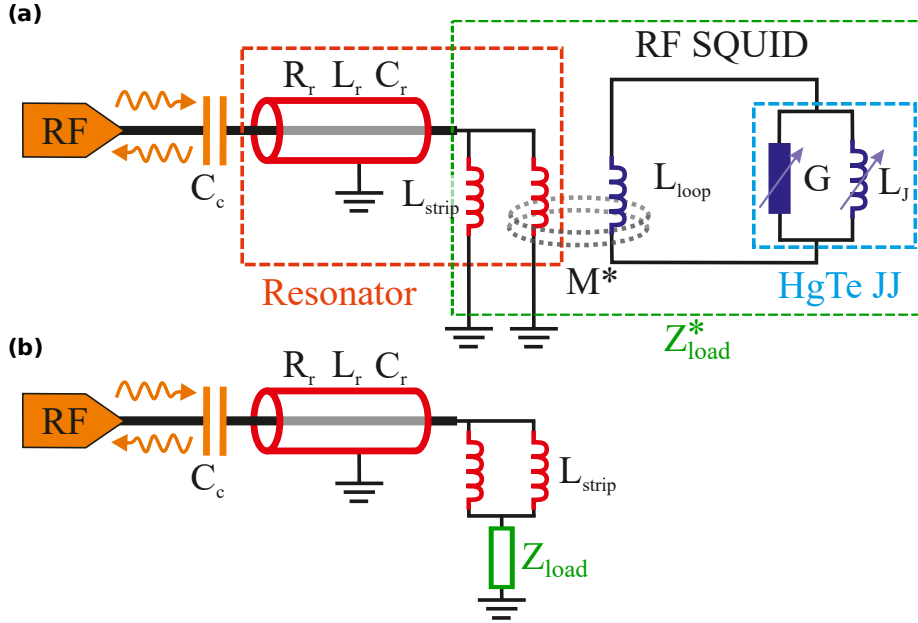 (a)
RF SQUID
R_r L_r C_r
RF
C_c
L_strip
L_loop
G
L_J
M*
Resonator
HgTe JJ
Z*_load
(b)
R_r L_r C_r
RF
C_c
L_strip
Z_load